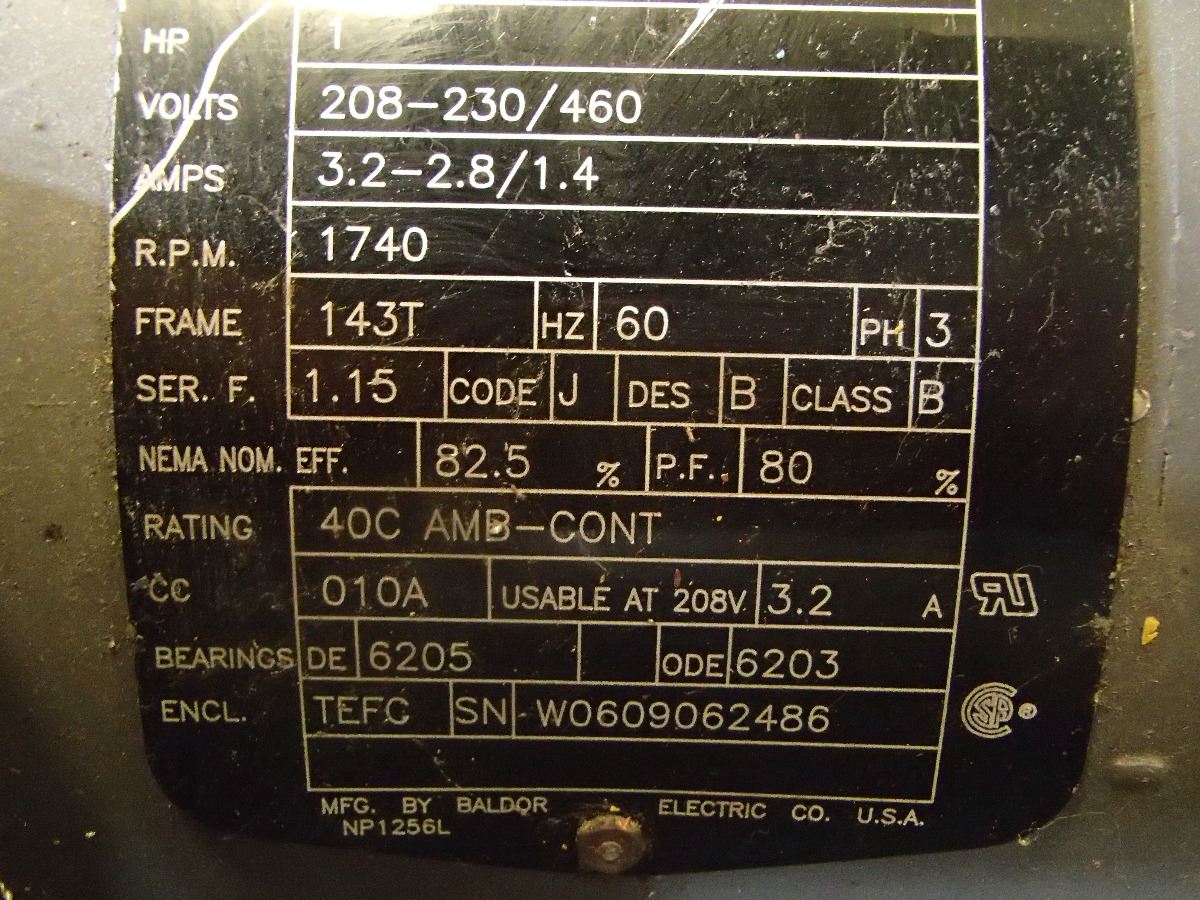 HP 1
VOLTS 208-230/460
AMPS 3.2-2.8/1.4
R.P.M. 1740
FRAME 143T HZ 60 PH 3
SER. F. 1.15 CODE J DES B CLASS B
NEMA NOM. EFF. 82.5 % P.F. 80 %
RATING 40C AMB-CONT
CC 010A USABLE AT 208V 3.2 A
BEARINGS DE 6205 ODE 6203
ENCL. TEFC SN W0609062486
MFG. BY BALDOR ELECTRIC CO. U.S.A.
NP1256L